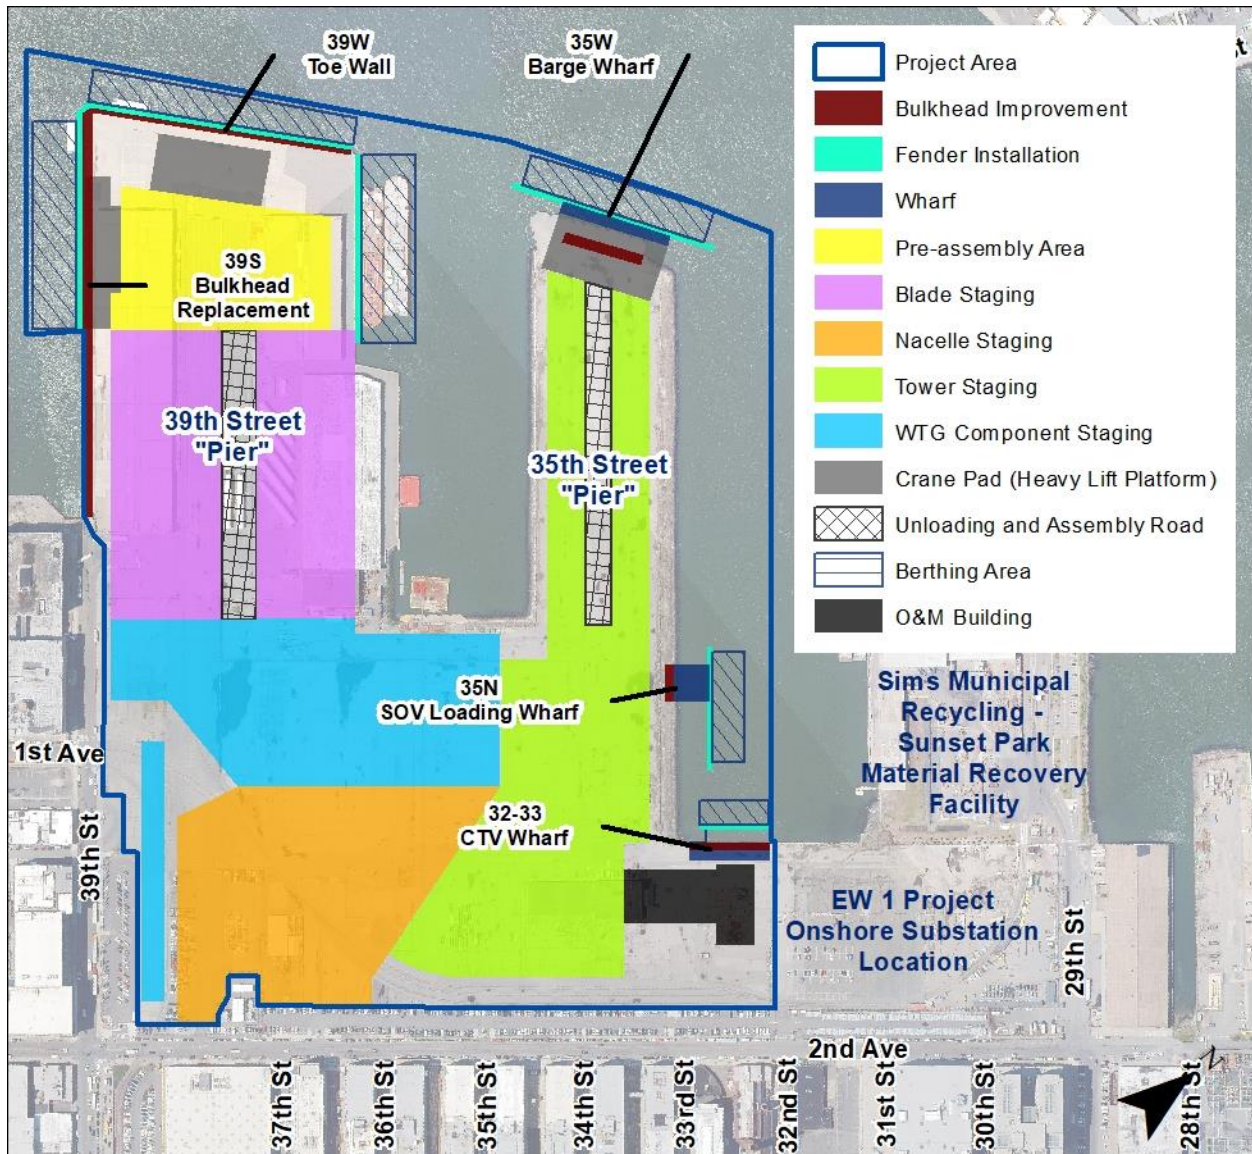 39W
Toe Wall
35W
Barge Wharf
st
Project Area
Bulkhead Improvement
Fender Installation
Wharf
Pre-assembly Area
Blade Staging
Nacelle Staging
Tower Staging
WTG Component Staging
Crane Pad (Heavy Lift Platform)
Unloading and Assembly Road
Berthing Area
O&M Building
39S
Bulkhead
Replacement
39th Street
"Pier"
35th Street
"Pier"
35N
SOV Loading Wharf
Sims Municipal
Recycling -
Sunset Park
Material Recovery
Facility
1st Ave
39th St
32-33
CTV Wharf
EW 1 Project
Onshore Substation
Location
29th St
2nd Ave
37th St
36th St
35th St
34th St
33rd St
32nd St
31st St
30th St
28th St
N